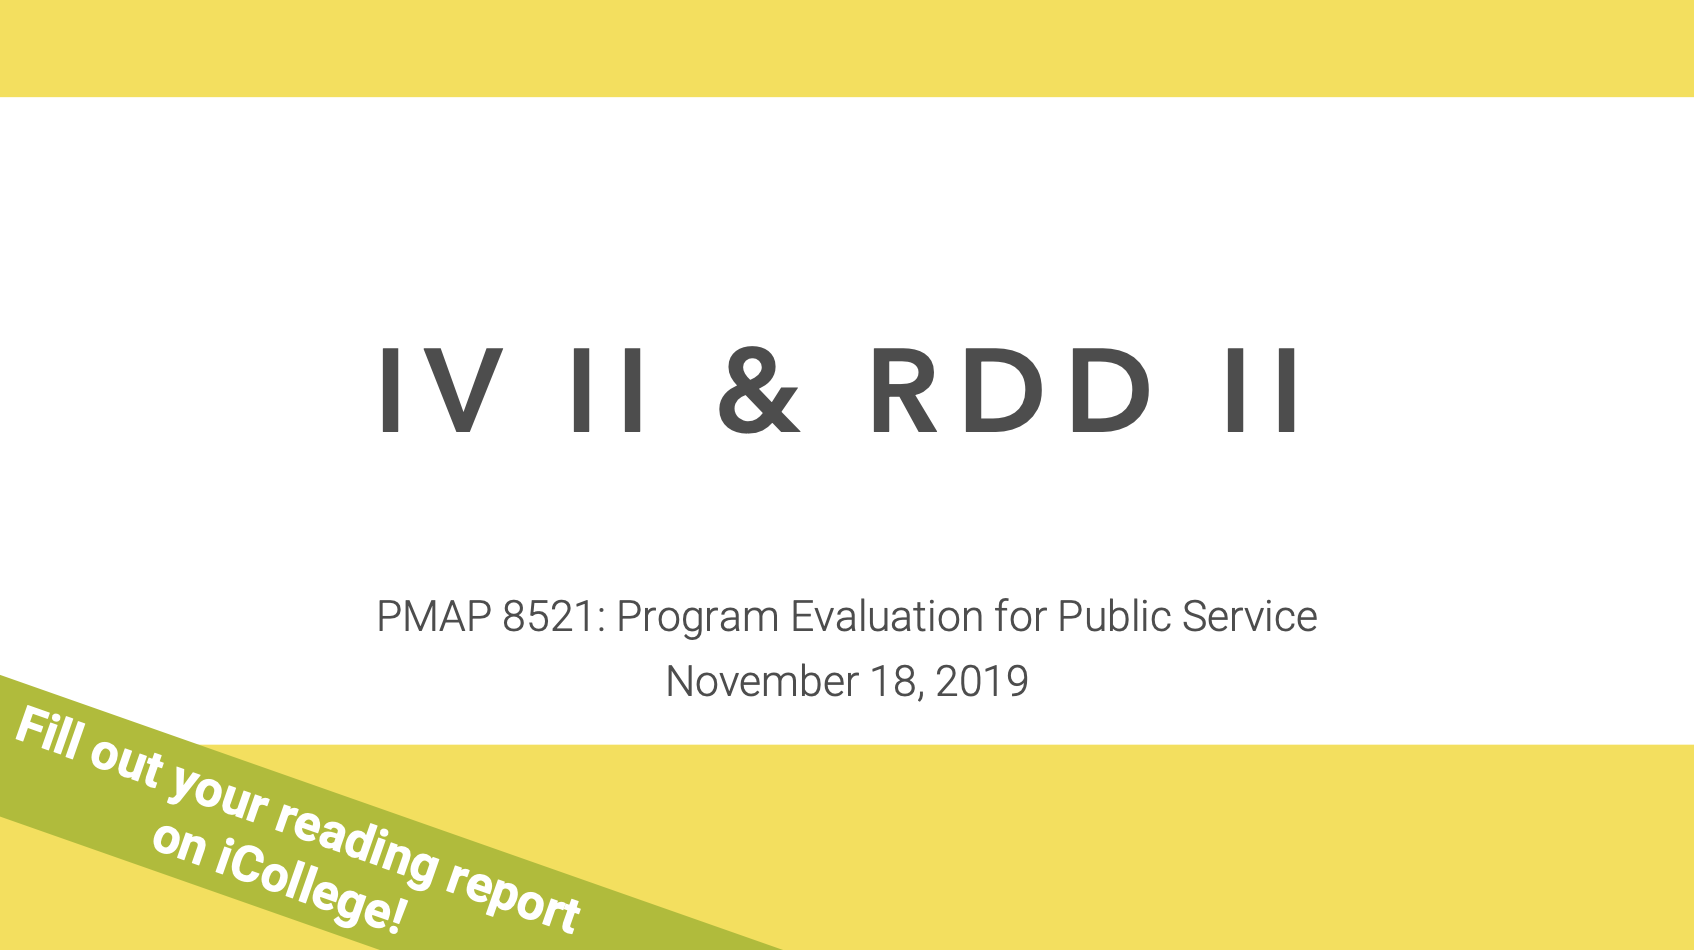 IV II & RDD II
PMAP 8521: Program Evaluation for Public Service
November 18, 2019
Fill out your reading report
on iCollege!